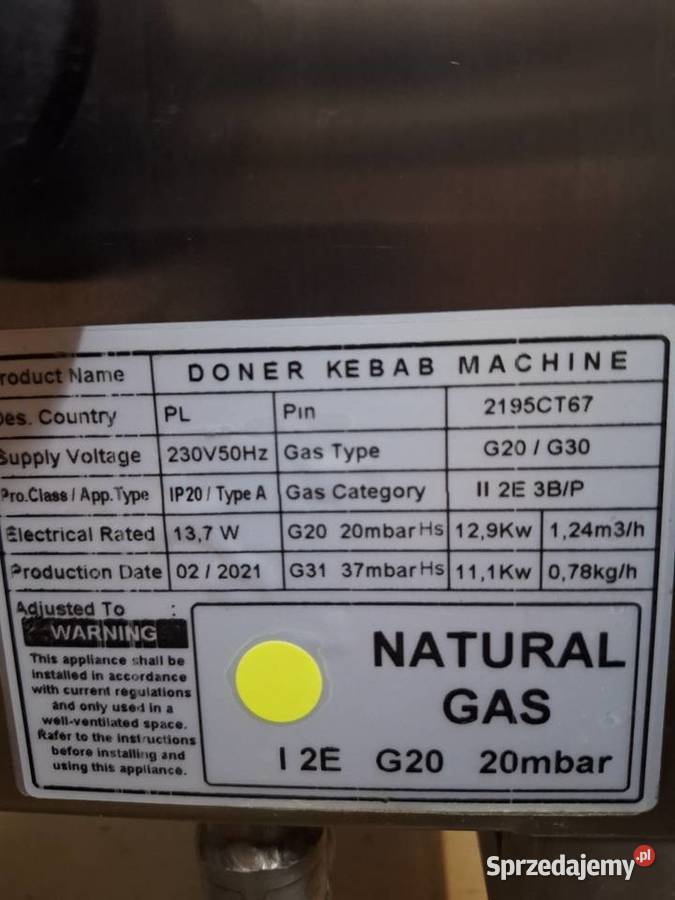 roduct Name DONER KEBAB MACHINE
es. Country PL Pin 2195CT67
Supply Voltage 230V50Hz Gas Type G20 / G30
Pro.Class / App.Type IP20 / Type A Gas Category II 2E 3B/P
Electrical Rated 13,7 W G20 20mbar Hs 12,9Kw 1,24m3/h
Production Date 02 / 2021 G31 37mbar Hs 11,1Kw 0,78kg/h
Adjusted To :
WARNING
This appliance shall be
installed in accordance
with current regulations
and only used in a
well-ventilated space.
Rafer to the instructions
before installing and
using this appliance.
NATURAL
GAS
I 2E G20 20mbar
Sprzedajemy.pl